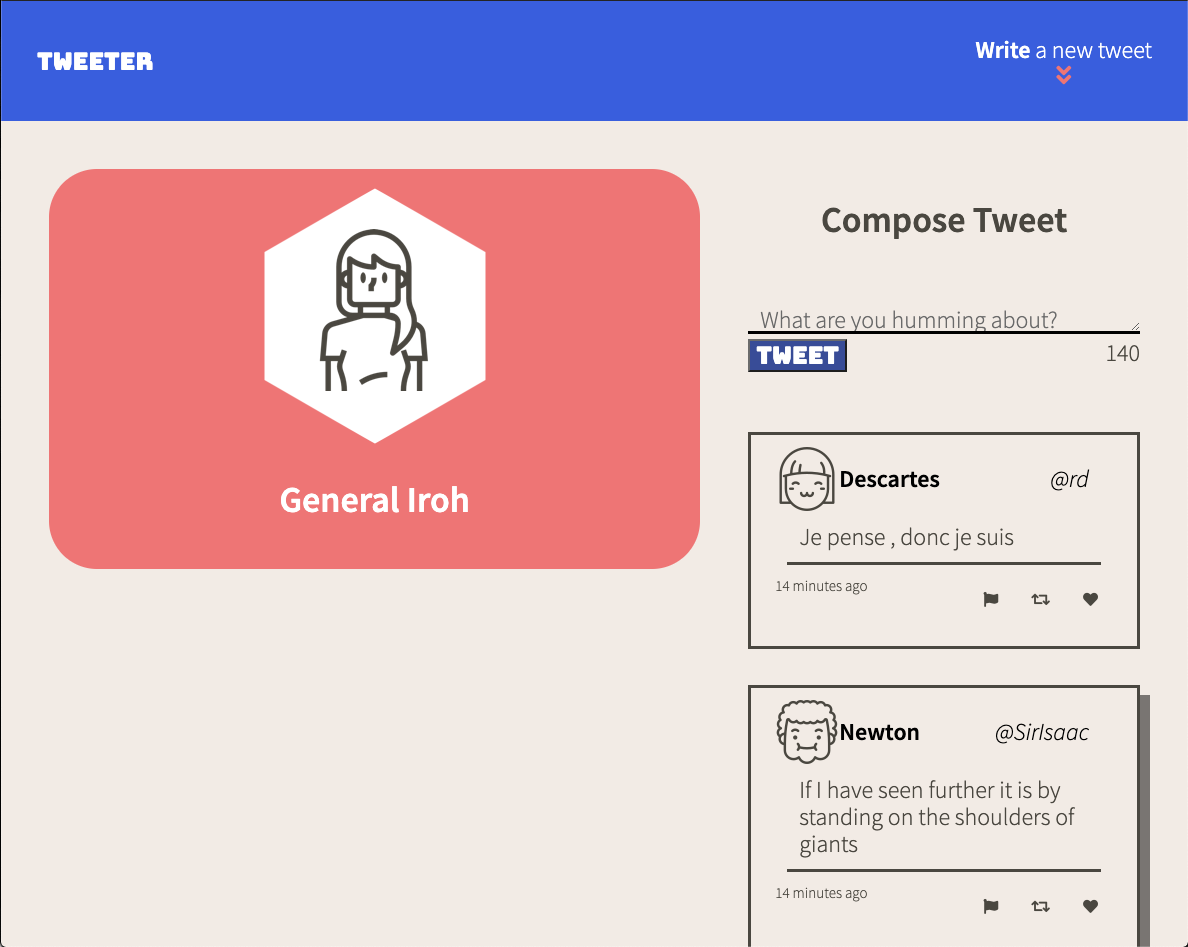 TWEETER
Write a new tweet
General Iroh
Compose Tweet
What are you humming about?
TWEET
140
Descartes @rd
Je pense , donc je suis
14 minutes ago
Newton @SirIsaac
If I have seen further it is by
standing on the shoulders of
giants
14 minutes ago